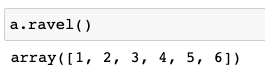 a.ravel()
array([1, 2, 3, 4, 5, 6])